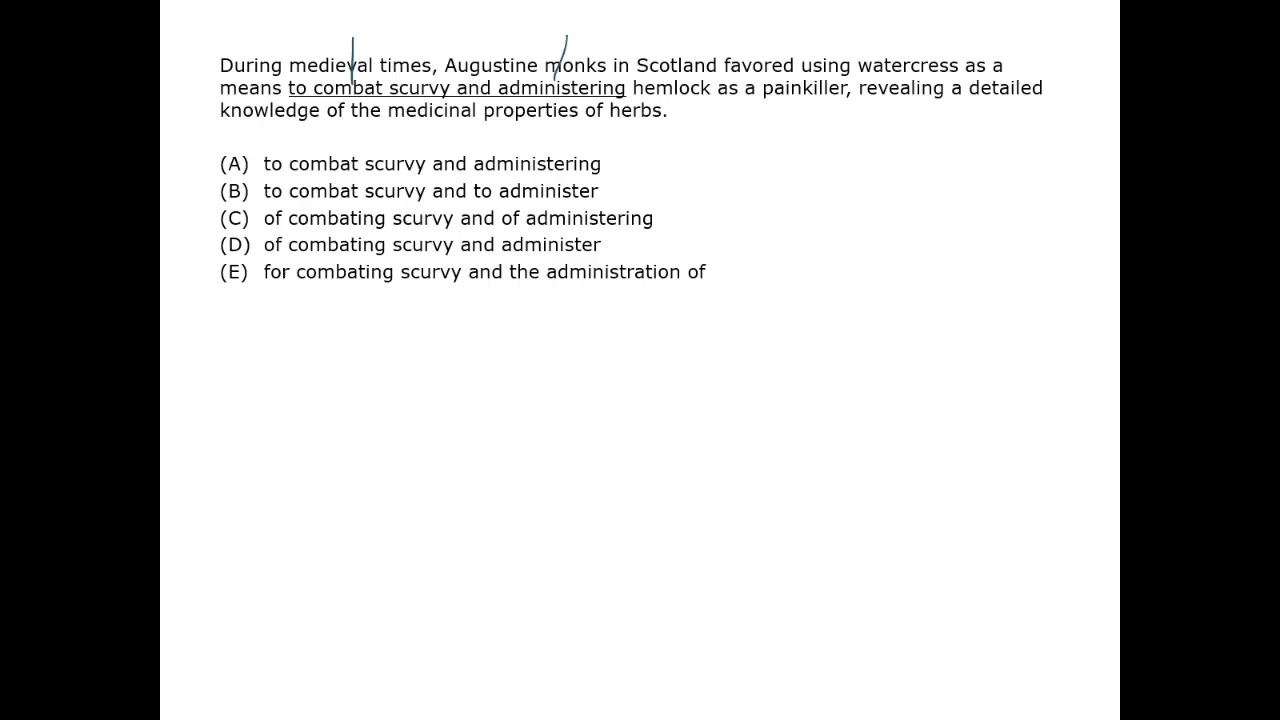 During medieval times, Augustine monks in Scotland favored using watercress as a
means to combat scurvy and administering hemlock as a painkiller, revealing a detailed
knowledge of the medicinal properties of herbs.
(A) to combat scurvy and administering
(B) to combat scurvy and to administer
(C) of combating scurvy and of administering
(D) of combating scurvy and administer
(E) for combating scurvy and the administration of